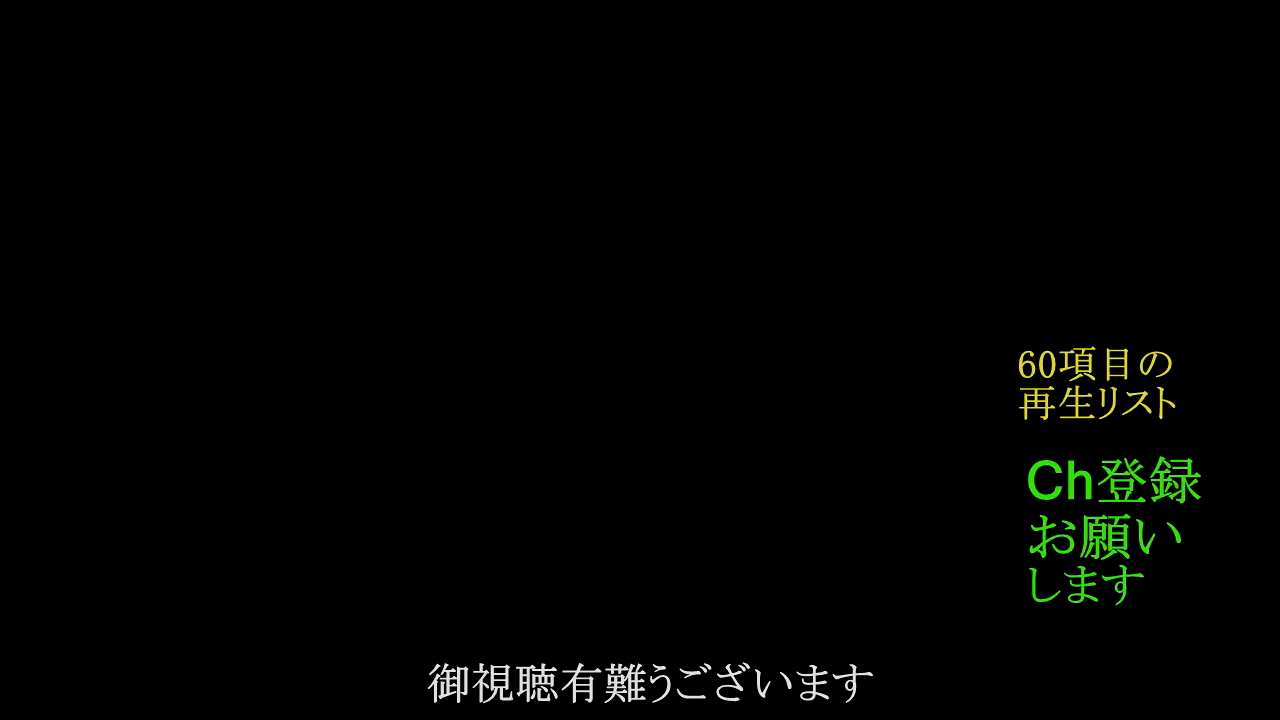 60項目の
再生リスト
Ch登録
お願い
します
御視聴有難うございます